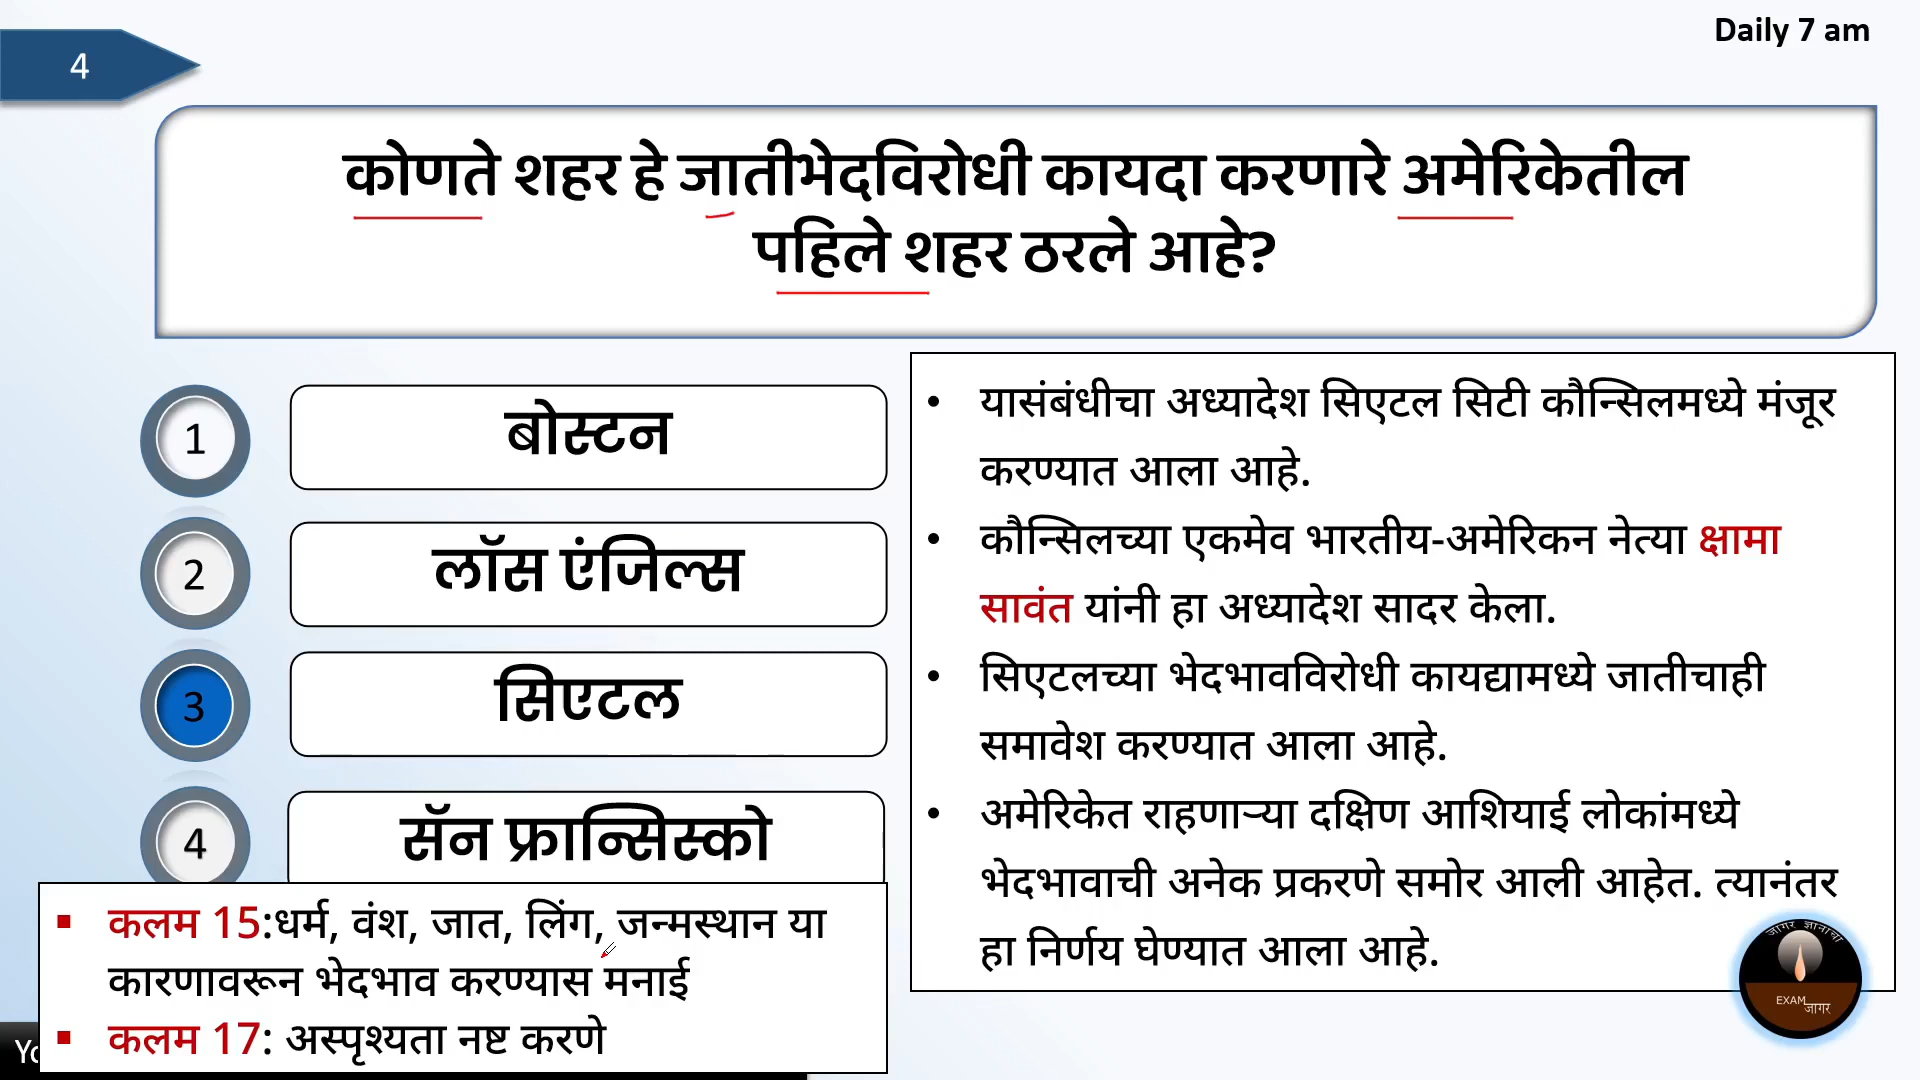 Daily 7 am
4
कोणते शहर हे जातीभेदविरोधी कायदा करणारे अमेरिकेतील
पहिले शहर ठरले आहे?
1
बोस्टन
2
लॉस एंजिल्स
3
सिएटल
4
सॅन फ्रान्सिस्को
▪ कलम 15:धर्म, वंश, जात, लिंग, जन्मस्थान या
कारणावरून भेदभाव करण्यास मनाई
▪ कलम 17: अस्पृश्यता नष्ट करणे
• यासंबंधीचा अध्यादेश सिएटल सिटी कौन्सिलमध्ये मंजूर
करण्यात आला आहे.
• कौन्सिलच्या एकमेव भारतीय-अमेरिकन नेत्या क्षामा
सावंत यांनी हा अध्यादेश सादर केला.
• सिएटलच्या भेदभावविरोधी कायद्यामध्ये जातीचाही
समावेश करण्यात आला आहे.
• अमेरिकेत राहणाऱ्या दक्षिण आशियाई लोकांमध्ये
भेदभावाची अनेक प्रकरणे समोर आली आहेत. त्यानंतर
हा निर्णय घेण्यात आला आहे.
जागर ज्ञानाचा
EXAM
जागर